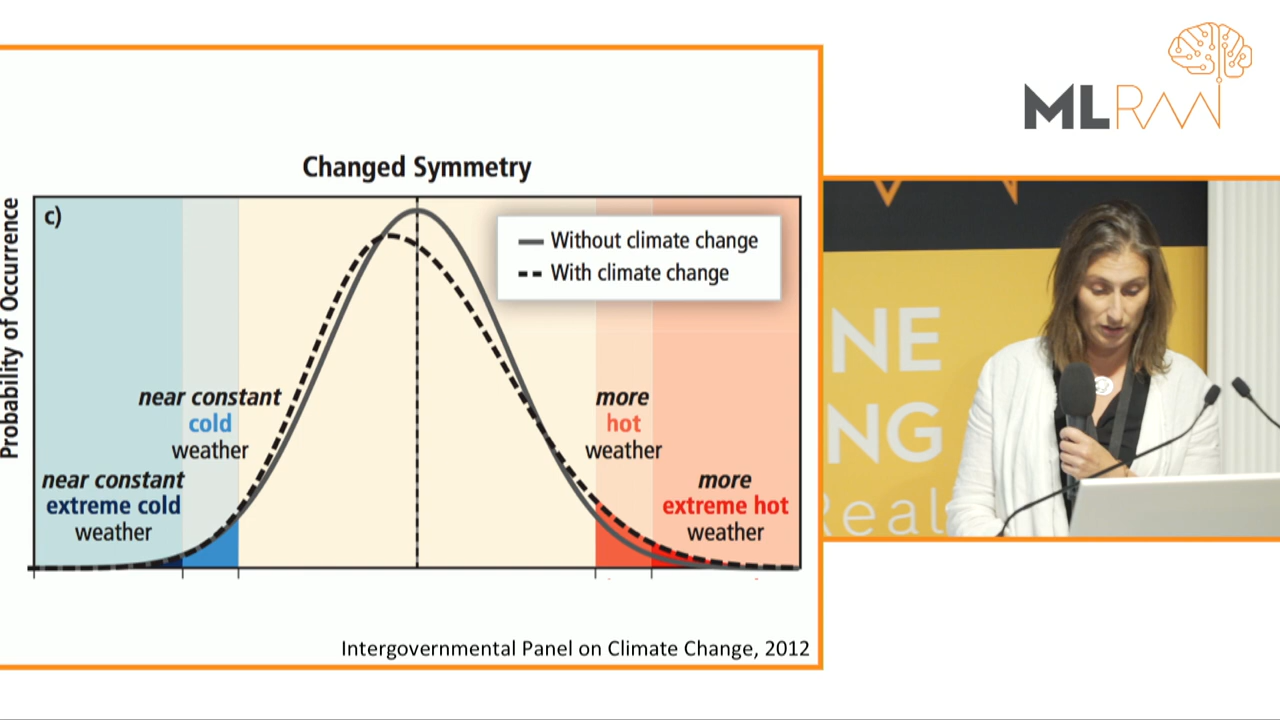 MLRAW
Changed Symmetry
c)
Probability of Occurrence
Without climate change
With climate change
near constant
cold
weather
near constant
extreme cold
weather
more
hot
weather
more
extreme hot
weather
Intergovernmental Panel on Climate Change, 2012
NE
NG
Real